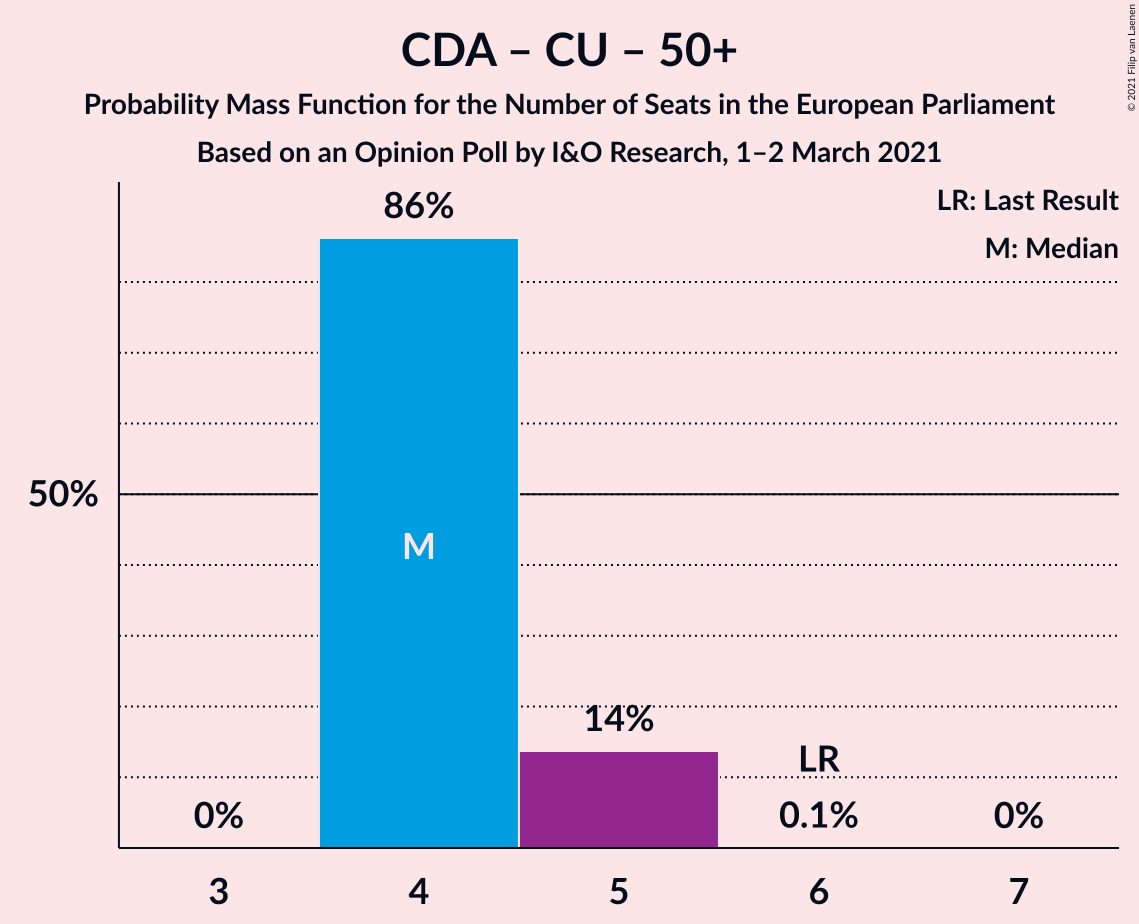 CDA – CU – 50+
Probability Mass Function for the Number of Seats in the European Parliament
Based on an Opinion Poll by I&O Research, 1–2 March 2021
© 2021 Filip van Laenen
LR: Last Result
M: Median
86%
50%
M
14%
LR
0%
0.1%
0%
3
4
5
6
7